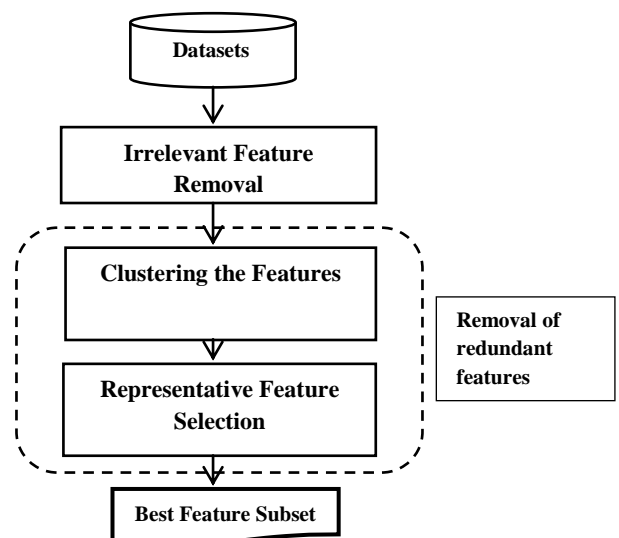 Datasets
Irrelevant Feature
Removal
Clustering the Features
Removal of
redundant
features
Representative Feature
Selection
Best Feature Subset